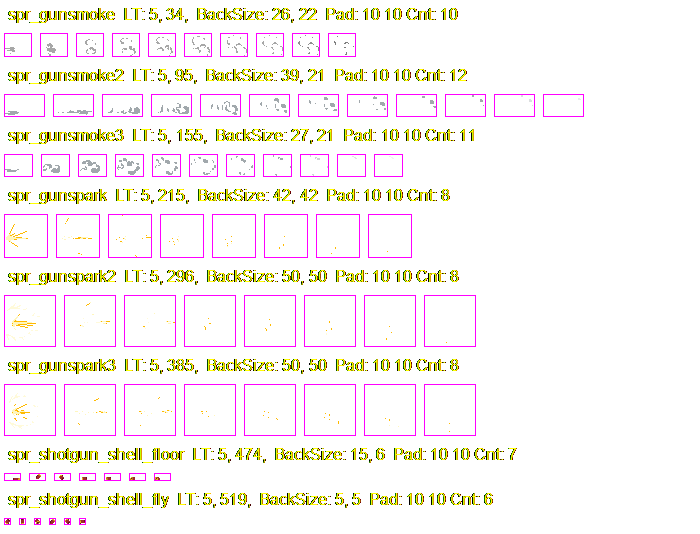 spr_gunsmoke LT: 5, 34, BackSize: 26, 22 Pad: 10 10 Cnt: 10
spr_gunsmoke2 LT: 5, 95, BackSize: 39, 21 Pad: 10 10 Cnt: 12
spr_gunsmoke3 LT: 5, 155, BackSize: 27, 21 Pad: 10 10 Cnt: 11
spr_gunspark LT: 5, 215, BackSize: 42, 42 Pad: 10 10 Cnt: 8
spr_gunspark2 LT: 5, 296, BackSize: 50, 50 Pad: 10 10 Cnt: 8
spr_gunspark3 LT: 5, 385, BackSize: 50, 50 Pad: 10 10 Cnt: 8
spr_shotgun_shell_floor LT: 5, 474, BackSize: 15, 6 Pad: 10 10 Cnt: 7
spr_shotgun_shell_fly LT: 5, 519, BackSize: 5, 5 Pad: 10 10 Cnt: 6